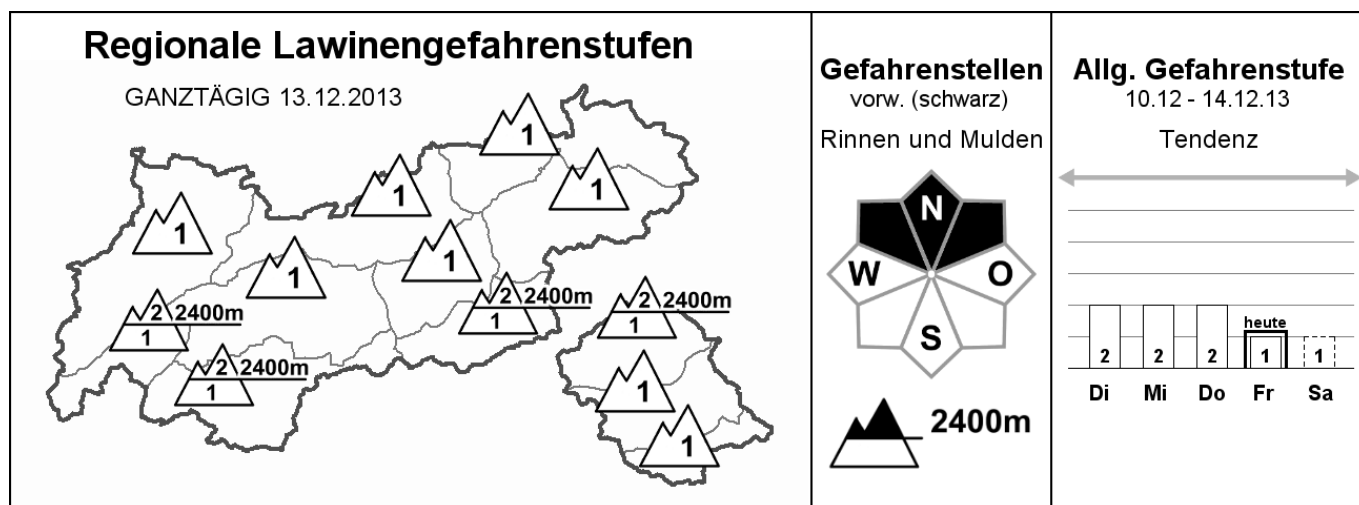 Regionale Lawinengefahrenstufen
GANZTÄGIG 13.12.2013
1
1
1
1
1
1
2 2400m
1
2 2400m
1
2 2400m
1
2 2400m
1
1
1
Gefahrenstellen
vorw. (schwarz)
Rinnen und Mulden
N
W
O
S
2400m
Allg. Gefahrenstufe
10.12 - 14.12.13
Tendenz
heute
2 2 2 1 1
Di Mi Do Fr Sa